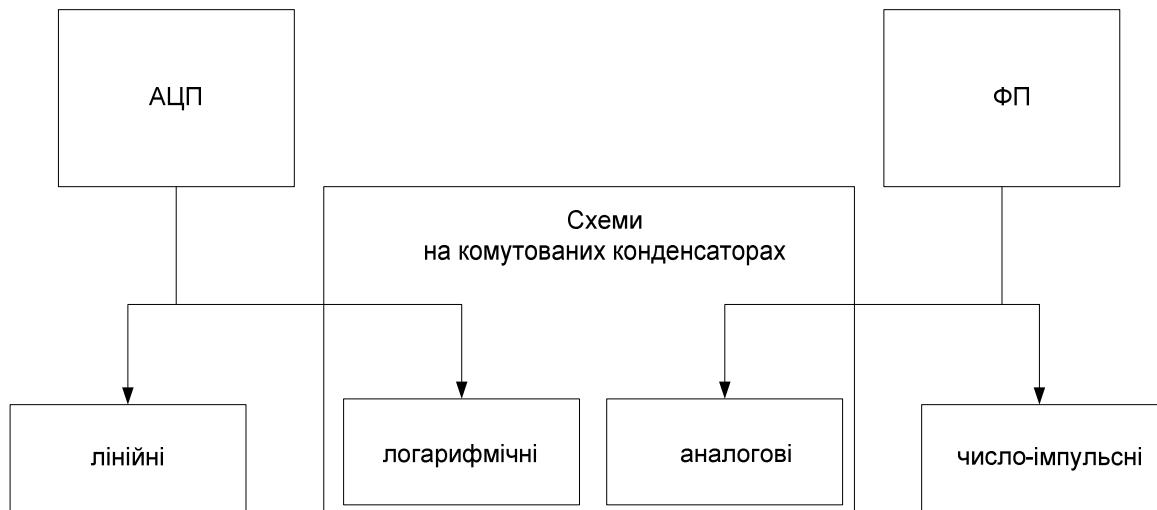 АЦП
ФП
Схеми
на комутованих конденсаторах
лінійні
логарифмічні
аналогові
число-імпульсні